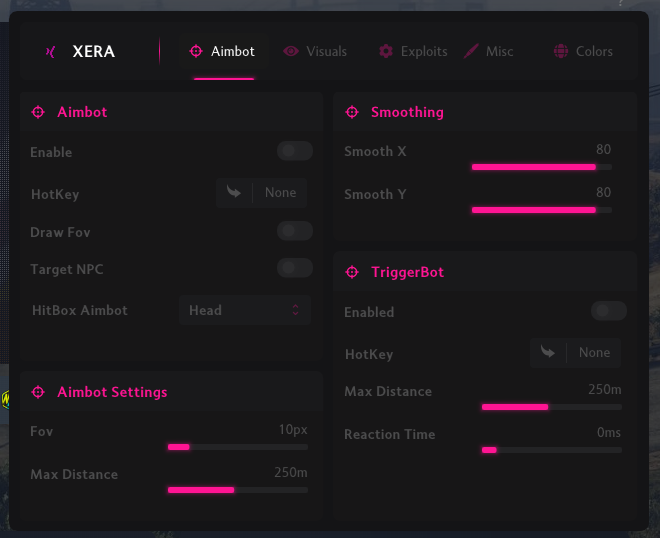 XERA
Aimbot
Visuals
Exploits
Misc
Colors
Aimbot
Enable
HotKey
None
Draw Fov
Target NPC
HitBox Aimbot
Head
Aimbot Settings
Fov
10px
Max Distance
250m
Smoothing
Smooth X
80
Smooth Y
80
TriggerBot
Enabled
HotKey
None
Max Distance
250m
Reaction Time
0ms